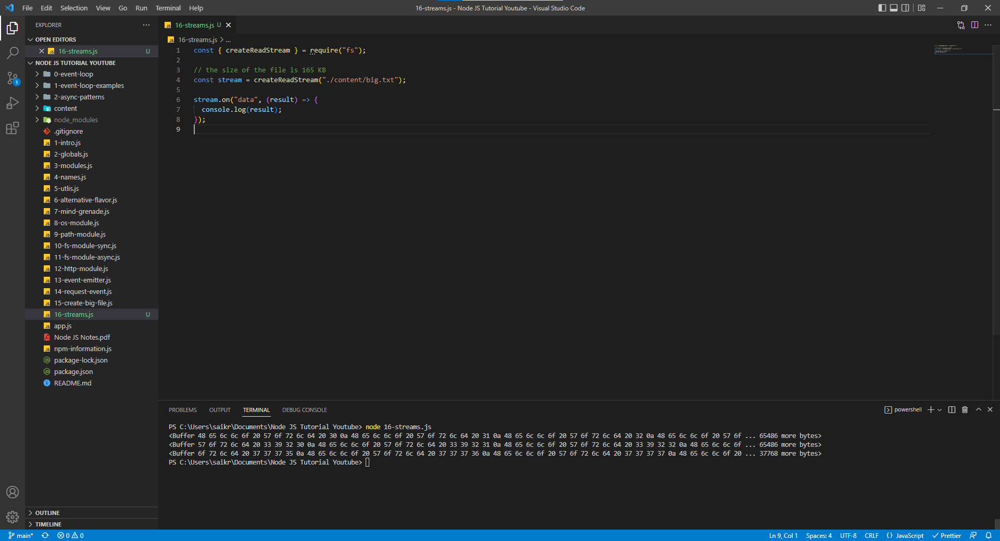 File Edit Selection View Go Run Terminal Help
16-streams.js - Node JS Tutorial Youtube - Visual Studio Code
EXPLORER
OPEN EDITORS
16-streams.js U
NODE JS TUTORIAL YOUTUBE
0-event-loop
1-event-loop-examples
2-async-patterns
content
node_modules
.gitignore
1-intro.js
2-globals.js
3-modules.js
4-names.js
5-utlis.js
6-alternative-flavor.js
7-mind-grenade.js
8-os-module.js
9-path-module.js
10-fs-module-sync.js
11-fs-module-async.js
12-http-module.js
13-event-emitter.js
14-request-event.js
15-create-big-file.js
16-streams.js U
app.js
Node JS Notes.pdf
npm-information.js
package-lock.json
package.json
README.md
OUTLINE
TIMELINE
16-streams.js U
16-streams.js > ...
1 const { createReadStream } = require("fs");
2
3 // the size of the file is 165 KB
4 const stream = createReadStream("./content/big.txt");
5
6 stream.on("data", (result) => {
7 console.log(result);
8 });
9
PROBLEMS OUTPUT TERMINAL DEBUG CONSOLE
powershell
PS C:\Users\saikr\Documents\Node JS Tutorial Youtube> node 16-streams.js
<Buffer 48 65 6c 6c 6f 20 57 6f 72 6c 64 20 30 0a 48 65 6c 6c 6f 20 57 6f 72 6c 64 20 31 0a 48 65 6c 6c 6f 20 57 6f 72 6c 64 20 32 0a 48 65 6c 6c 6f 20 57 6f ... 65486 more bytes>
<Buffer 57 6f 72 6c 64 20 33 39 32 30 0a 48 65 6c 6c 6f 20 57 6f 72 6c 64 20 33 39 32 31 0a 48 65 6c 6c 6f 20 57 6f 72 6c 64 20 33 39 32 32 0a 48 65 6c 6c 6f ... 65486 more bytes>
<Buffer 6f 72 6c 64 20 37 37 37 35 0a 48 65 6c 6c 6f 20 57 6f 72 6c 64 20 37 37 37 36 0a 48 65 6c 6c 6f 20 57 6f 72 6c 64 20 37 37 37 37 0a 48 65 6c 6c 6f 20 ... 37768 more bytes>
PS C:\Users\saikr\Documents\Node JS Tutorial Youtube>
1
main* 0 0
Ln 9, Col 1 Spaces: 4 UTF-8 CRLF {} JavaScript Prettier